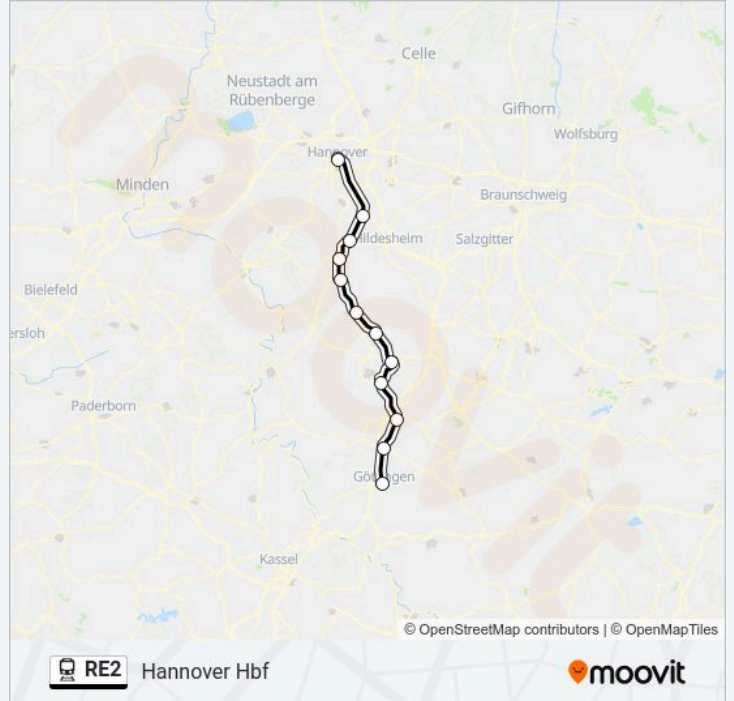 Celle
Neustadt am
Rübenberge
Gifhorn
Wolfsburg
Hannover
Minden
Braunschweig
Hildesheim
Salzgitter
Bielefeld
ersloh
Paderborn
Göttingen
Kassel
© OpenStreetMap contributors | © OpenMapTiles
RE2 Hannover Hbf
moovit